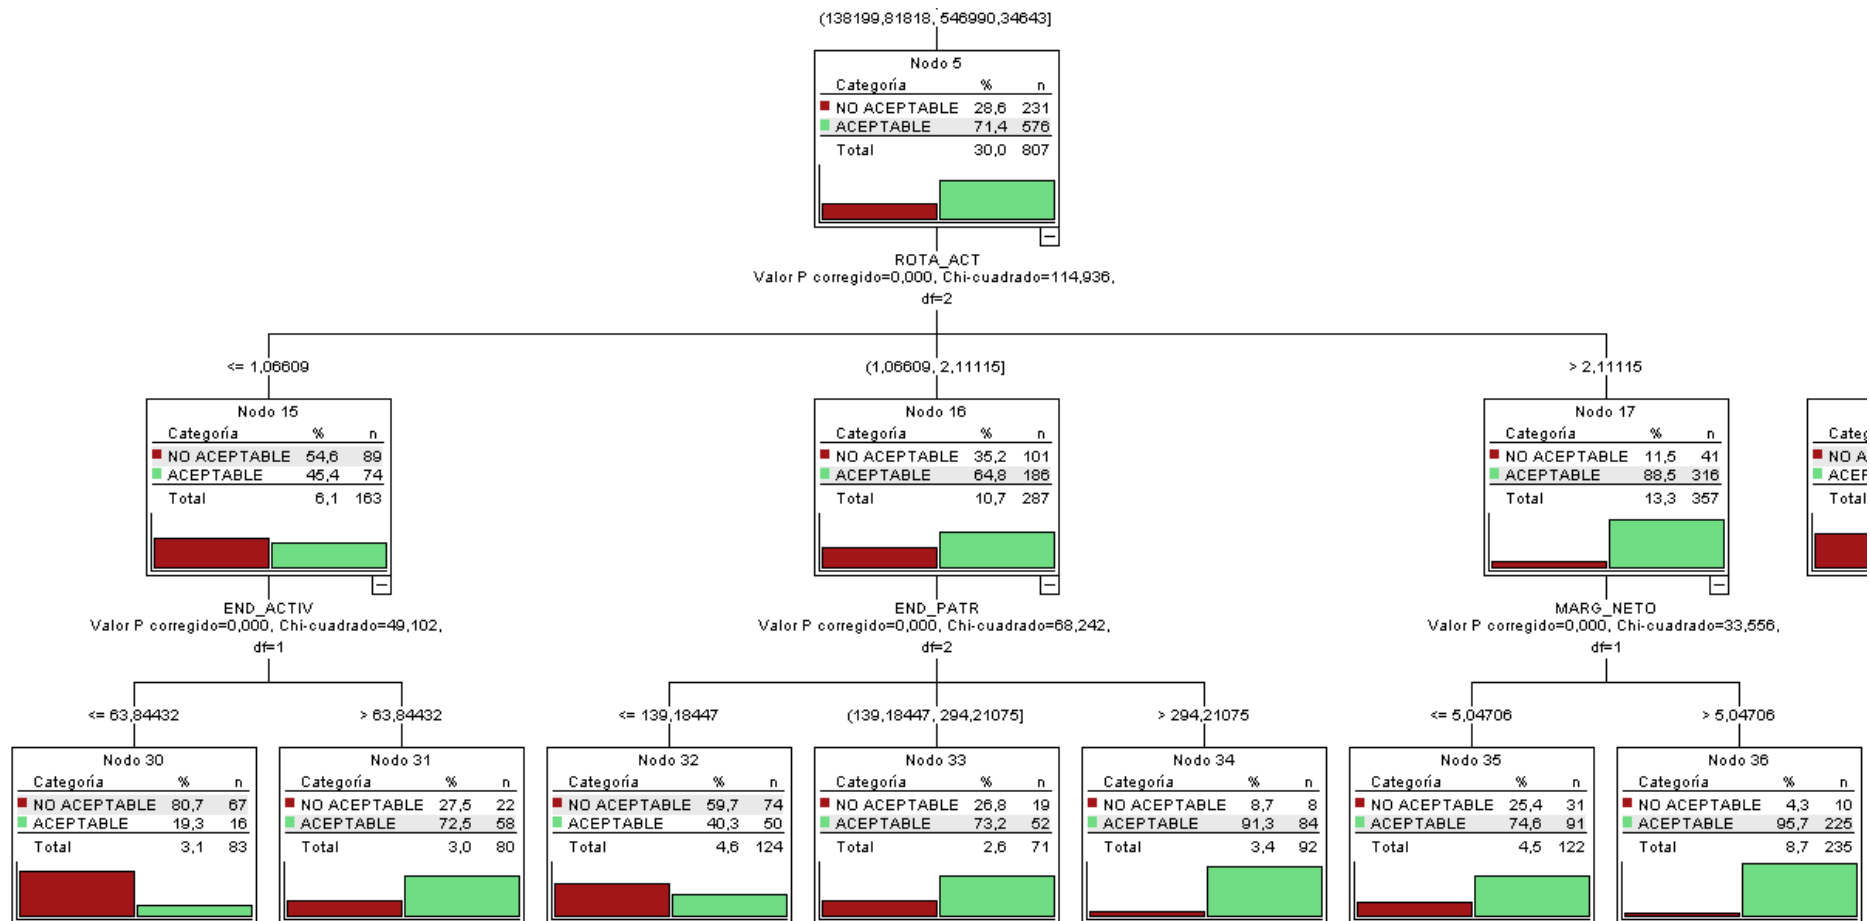 (138199,81818, 546990,34643]
Nodo 5
Categoría % n
NO ACEPTABLE 28,6 231
ACEPTABLE 71,4 576
Total 30,0 807
ROTA_ACT
Valor P corregido=0,000, Chi-cuadrado=114,936,
df=2
<= 1,06609
(1,06609, 2,11115]
> 2,11115
Nodo 15
Categoría % n
NO ACEPTABLE 54,6 89
ACEPTABLE 45,4 74
Total 6,1 163
END_ACTIV
Valor P corregido=0,000, Chi-cuadrado=49,102,
df=1
Nodo 16
Categoría % n
NO ACEPTABLE 35,2 101
ACEPTABLE 64,8 186
Total 10,7 287
END_PATR
Valor P corregido=0,000, Chi-cuadrado=68,242,
df=2
Nodo 17
Categoría % n
NO ACEPTABLE 11,5 41
ACEPTABLE 88,5 316
Total 13,3 357
MARG_NETO
Valor P corregido=0,000, Chi-cuadrado=33,556,
df=1
Categ
NO A
ACEP
Total
<= 63,84432
> 63,84432
<= 139,18447
(139,18447, 294,21075]
> 294,21075
<= 5,04706
> 5,04706
Nodo 30
Categoría % n
NO ACEPTABLE 80,7 67
ACEPTABLE 19,3 16
Total 3,1 83
Nodo 31
Categoría % n
NO ACEPTABLE 27,5 22
ACEPTABLE 72,5 58
Total 3,0 80
Nodo 32
Categoría % n
NO ACEPTABLE 59,7 74
ACEPTABLE 40,3 50
Total 4,6 124
Nodo 33
Categoría % n
NO ACEPTABLE 26,8 19
ACEPTABLE 73,2 52
Total 2,6 71
Nodo 34
Categoría % n
NO ACEPTABLE 8,7 8
ACEPTABLE 91,3 84
Total 3,4 92
Nodo 35
Categoría % n
NO ACEPTABLE 25,4 31
ACEPTABLE 74,6 91
Total 4,5 122
Nodo 36
Categoría % n
NO ACEPTABLE 4,3 10
ACEPTABLE 95,7 225
Total 8,7 235